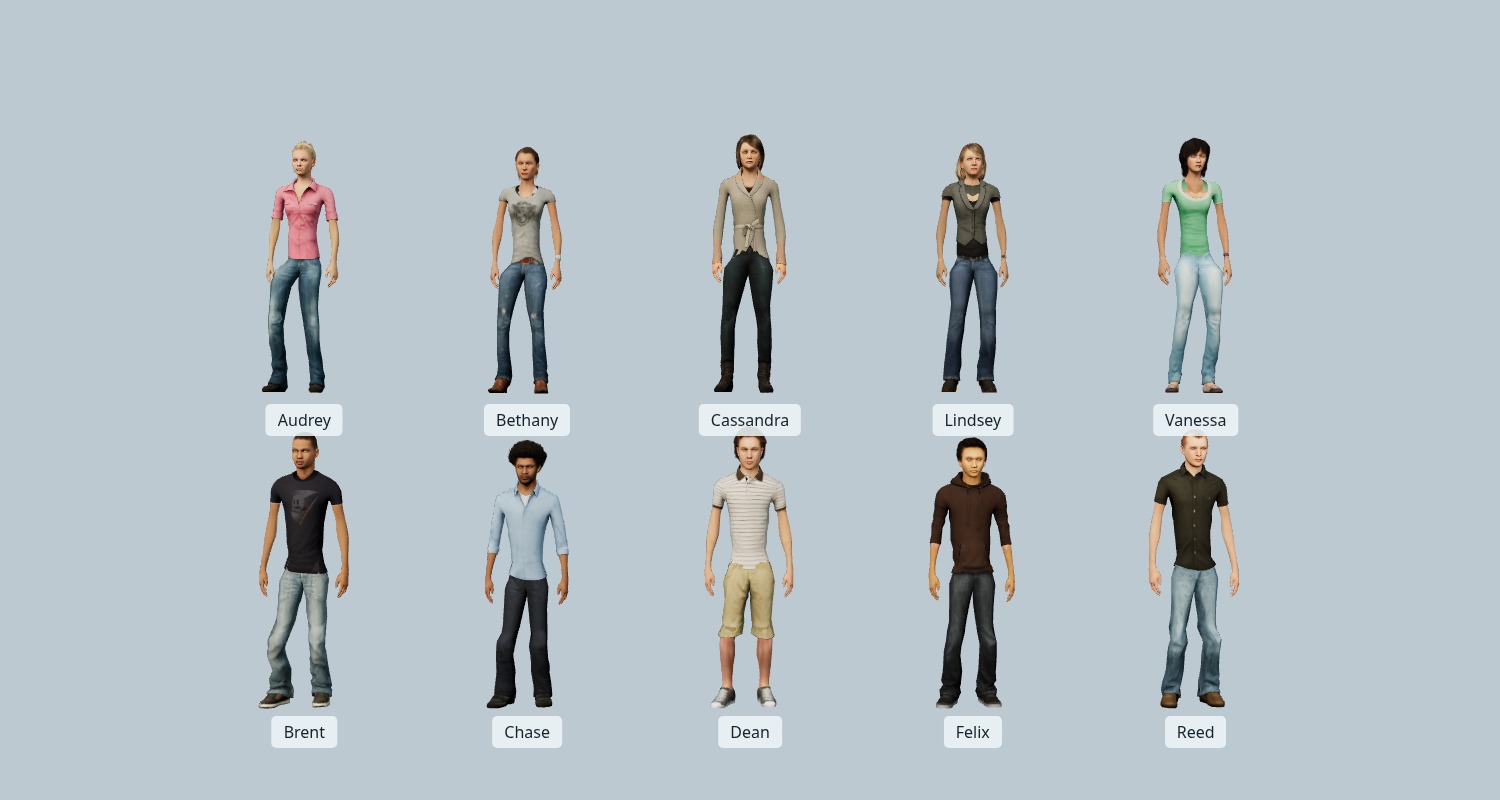 Audrey
Bethany
Cassandra
Lindsey
Vanessa
Brent
Chase
Dean
Felix
Reed